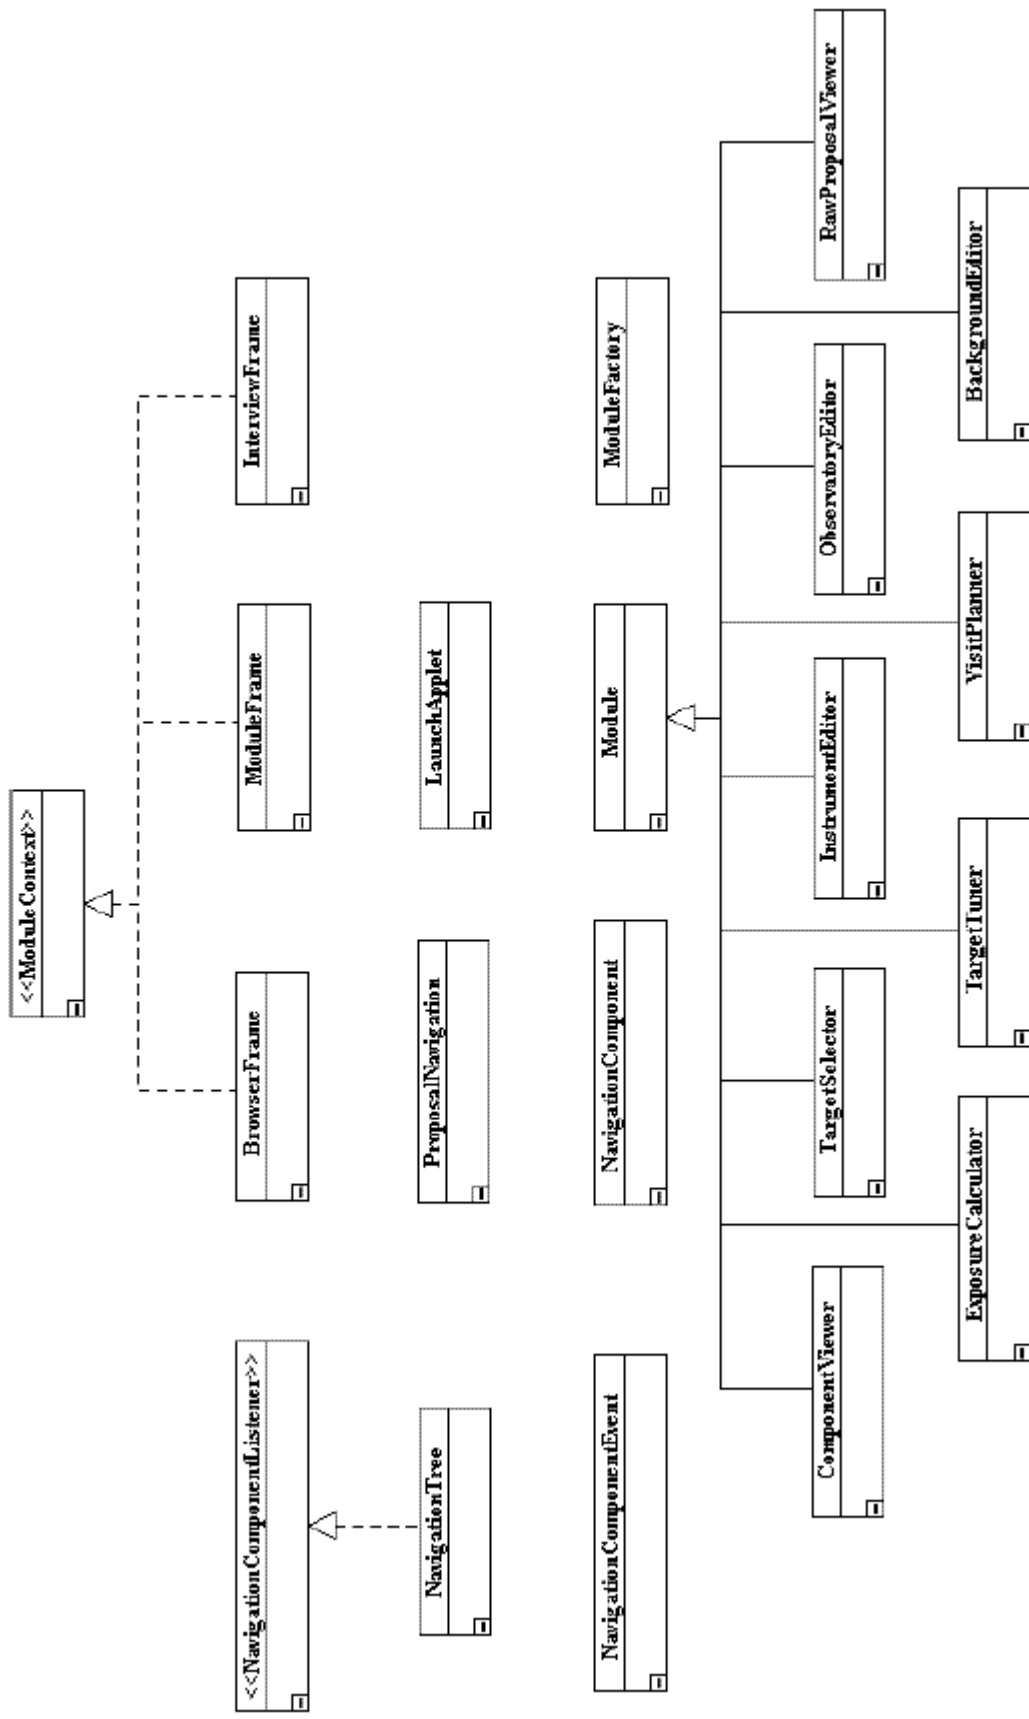 <<ModuleContext>>
<<NavigationComponentListener>>
BrowserFrame
ModuleFrame
InterviewFrame
NavigationTree
ProposalNavigation
LaunchApplet
NavigationComponentEvent
NavigationComponent
Module
ModuleFactory
ComponentViewer
TargetSelector
InstrumentEditor
ObservatoryEditor
RawProposalViewer
ExposureCalculator
TargetTuner
VisitPlanner
BackgroundEditor